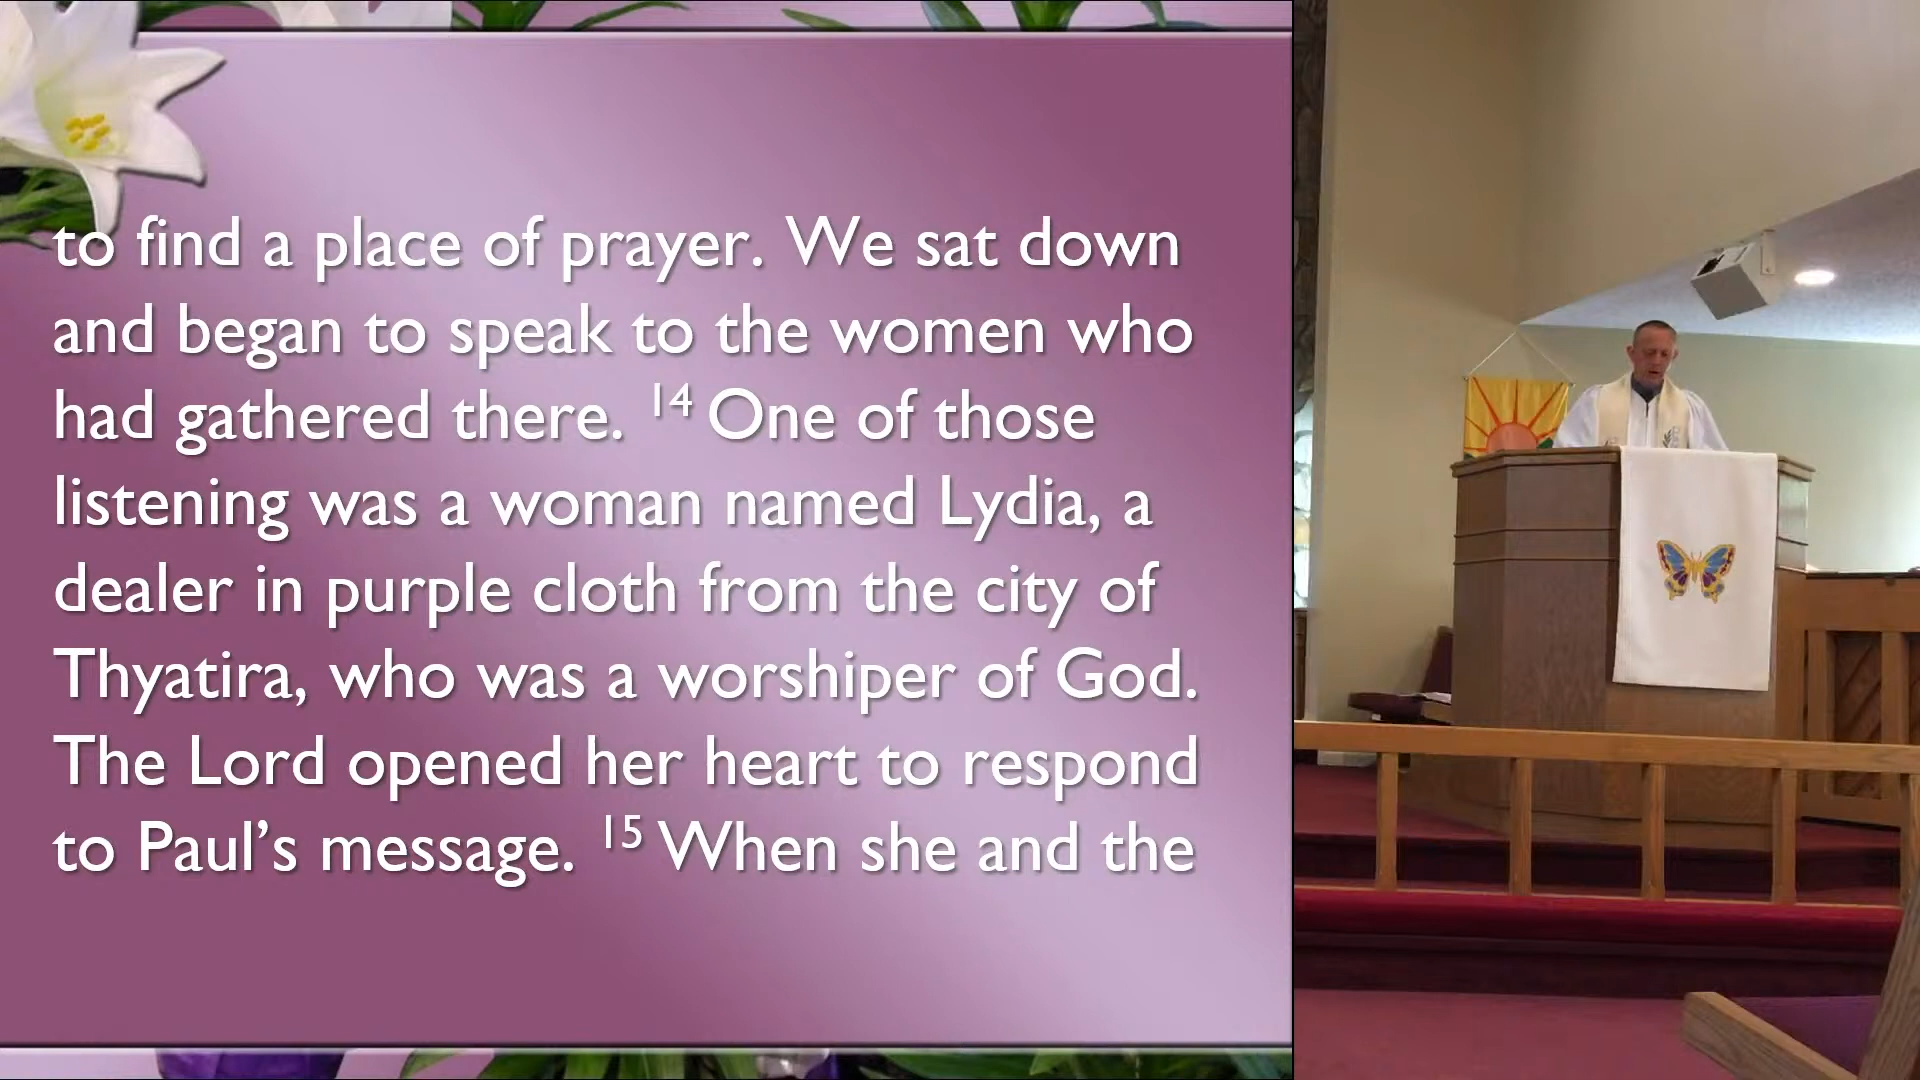 to find a place of prayer. We sat down
and began to speak to the women who
had gathered there. 14 One of those
listening was a woman named Lydia, a
dealer in purple cloth from the city of
Thyatira, who was a worshiper of God.
The Lord opened her heart to respond
to Paul’s message. 15 When she and the